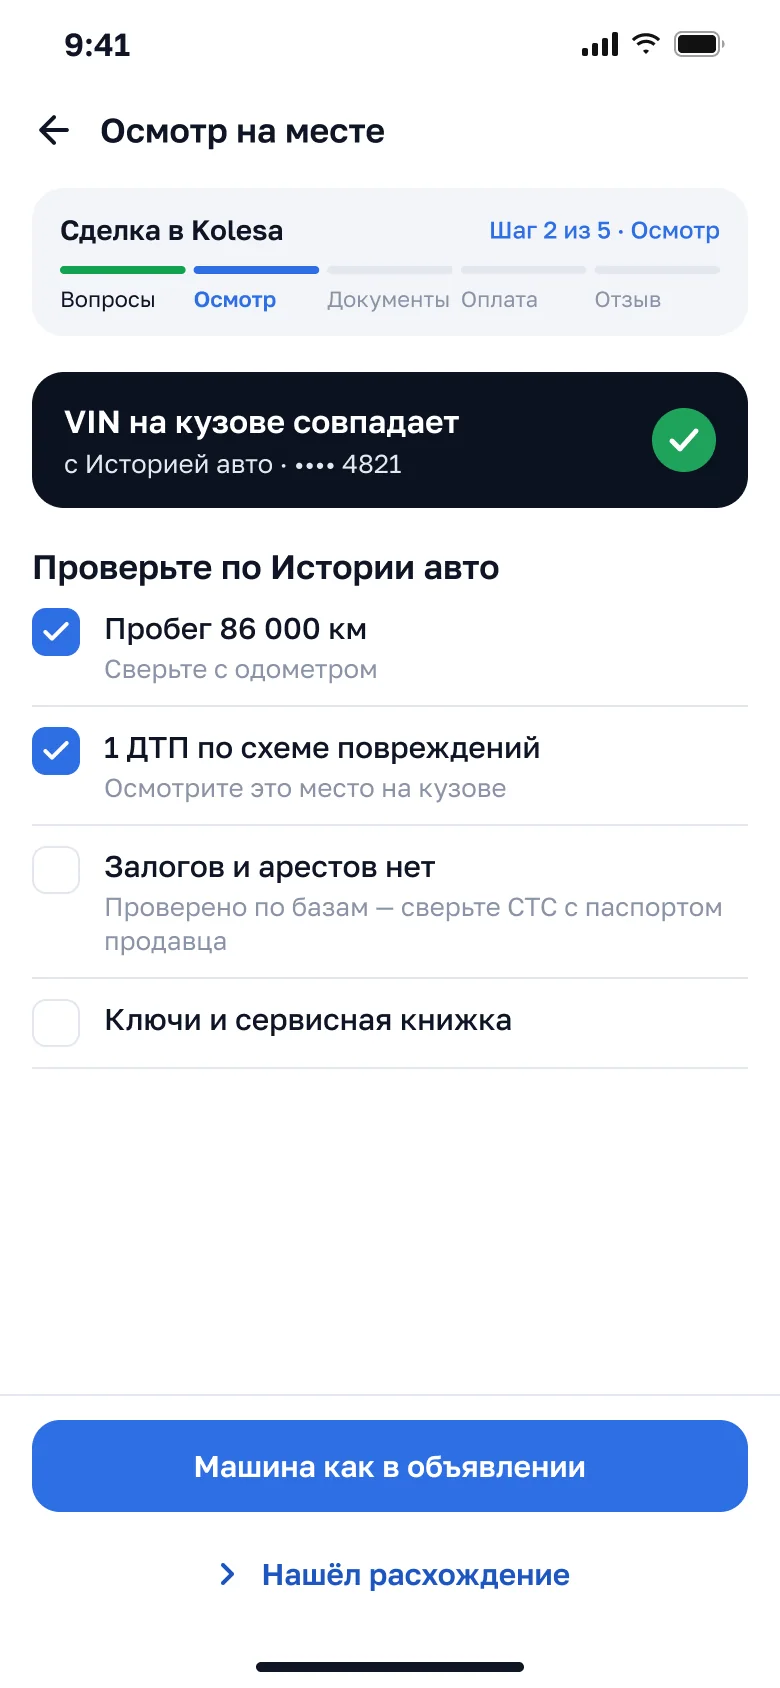 9:41
Осмотр на месте
Сделка в Kolesa
Шаг 2 из 5 · Осмотр
Вопросы Осмотр Документы Оплата Отзыв
VIN на кузове совпадает
с Историей авто · •••• 4821
Проверьте по Истории авто
Пробег 86 000 км
Сверьте с одометром
1 ДТП по схеме повреждений
Осмотрите это место на кузове
Залогов и арестов нет
Проверено по базам — сверьте СТС с паспортом
продавца
Ключи и сервисная книжка
Машина как в объявлении
Нашёл расхождение